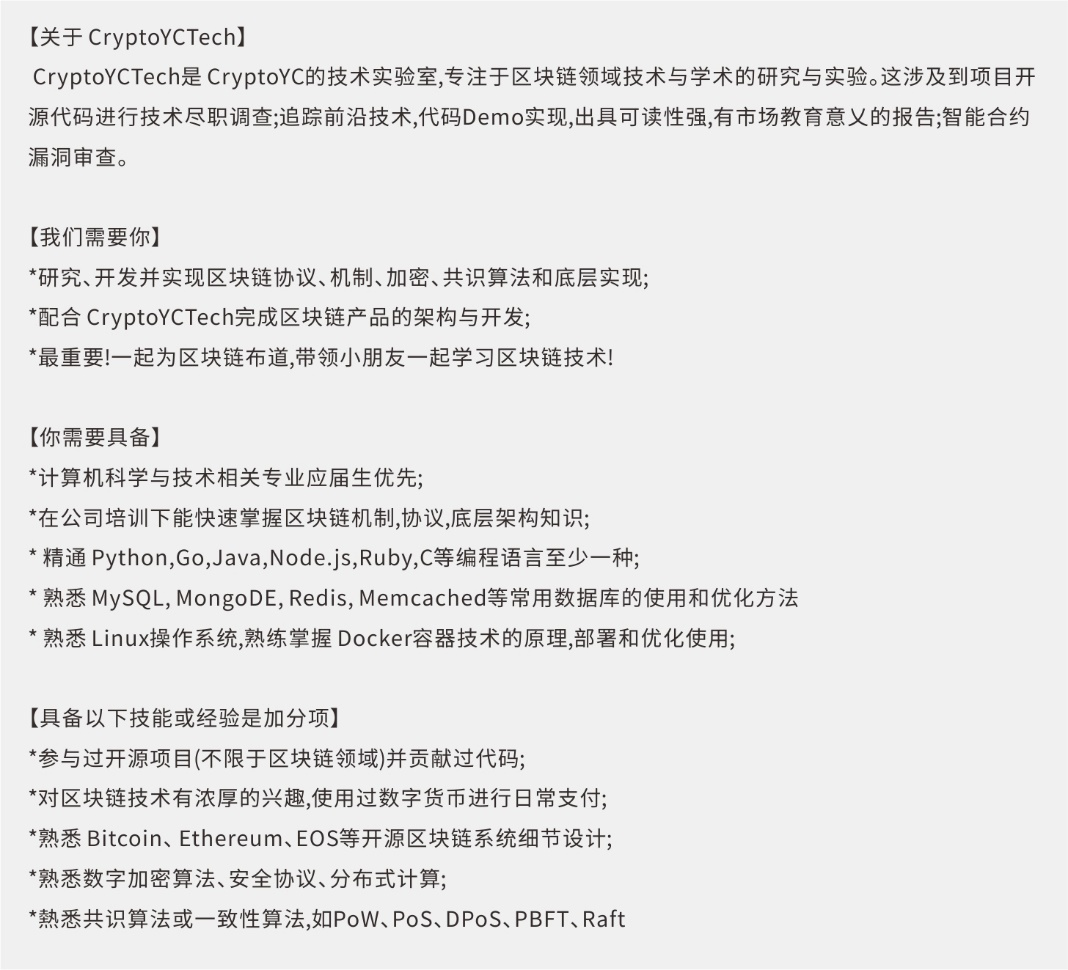 【关于 CryptoYCTech】
CryptoYCTech是 CryptoYC的技术实验室,专注于区块链领域技术与学术的研究与实验。这涉及到项目开
源代码进行技术尽职调查;追踪前沿技术,代码Demo实现,出具可读性强,有市场教育意义的报告;智能合约
漏洞审查。
【我们需要你】
*研究、开发并实现区块链协议、机制、加密、共识算法和底层实现;
*配合 CryptoYCTech完成区块链产品的架构与开发;
*最重要!一起为区块链布道,带领小朋友一起学习区块链技术!
【你需要具备】
*计算机科学与技术相关专业应届生优先;
*在公司培训下能快速掌握区块链机制,协议,底层架构知识;
* 精通 Python,Go,Java,Node.js,Ruby,C等编程语言至少一种;
* 熟悉 MySQL, MongoDE, Redis, Memcached等常用数据库的使用和优化方法
* 熟悉 Linux操作系统,熟练掌握 Docker容器技术的原理,部署和优化使用;
【具备以下技能或经验是加分项】
*参与过开源项目(不限于区块链领域)并贡献过代码;
*对区块链技术有浓厚的兴趣,使用过数字货币进行日常支付;
*熟悉 Bitcoin、Ethereum、EOS等开源区块链系统细节设计;
*熟悉数字加密算法、安全协议、分布式计算;
*熱悉共识算法或一致性算法,如PoW、PoS、DPoS、PBFT、Raft